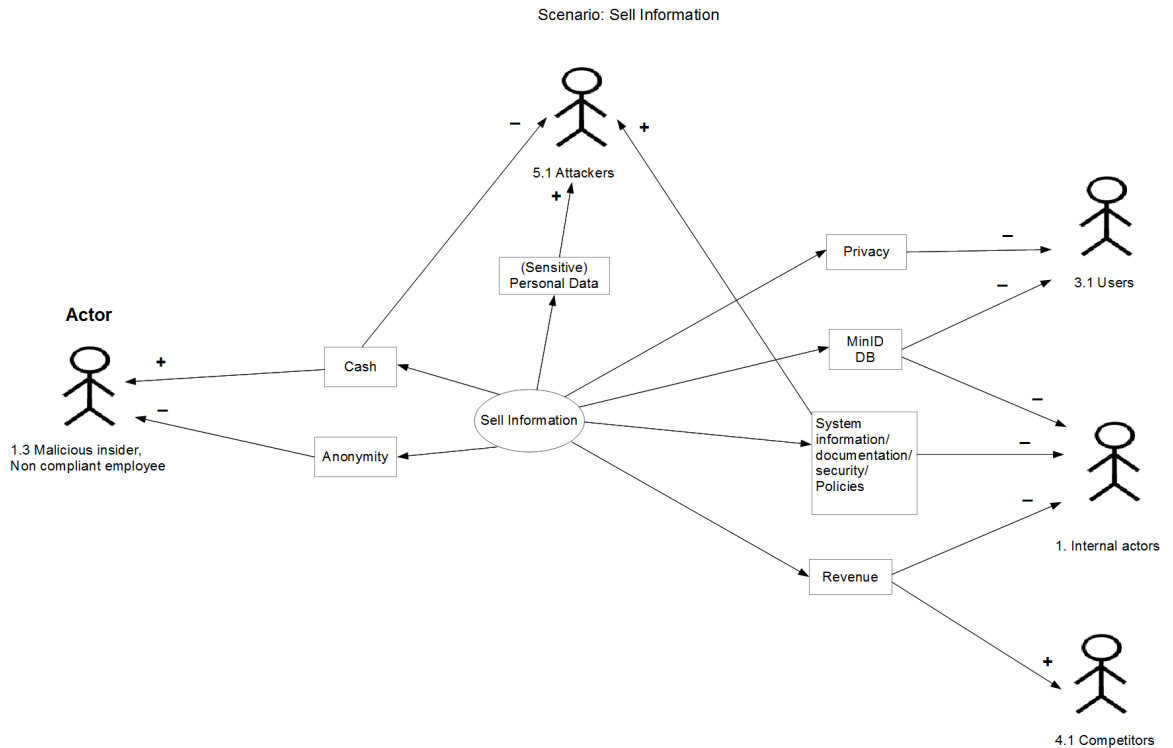 Scenario: Sell Information
−
+
5.1 Attackers
+
−
Privacy
3.1 Users
(Sensitive)
Personal Data
−
Actor
MinID
DB
+
Cash
−
−
Sell Information
System
information/
documentation/
security/
Policies
−
1.3 Malicious insider,
Non compliant employee
Anonymity
−
1. Internal actors
Revenue
+
4.1 Competitors